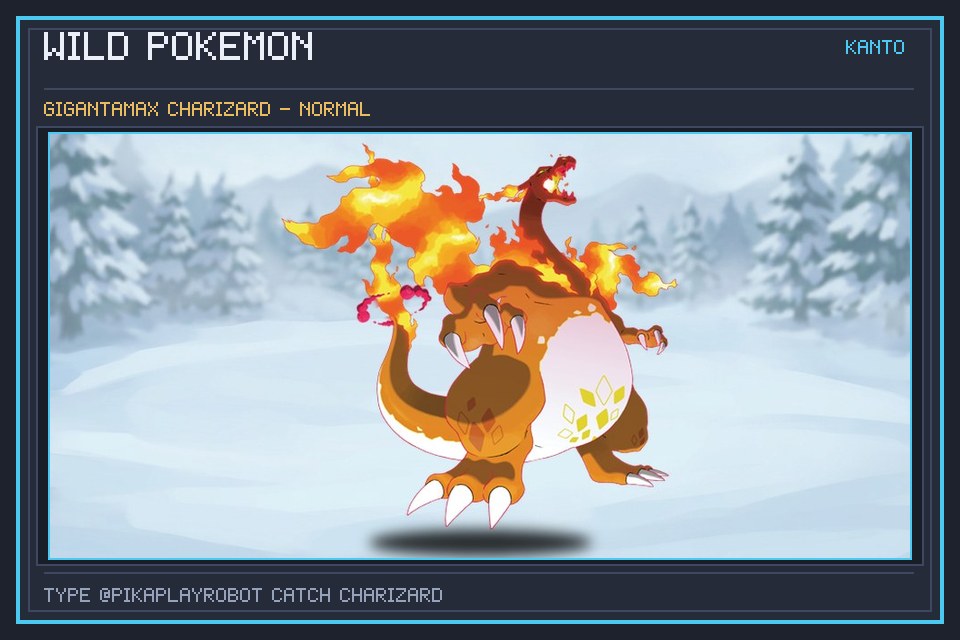 WILD POKEMON
KANTO
GIGANTAMAX CHARIZARD - NORMAL
TYPE @PIKAPLAYROBOT CATCH CHARIZARD